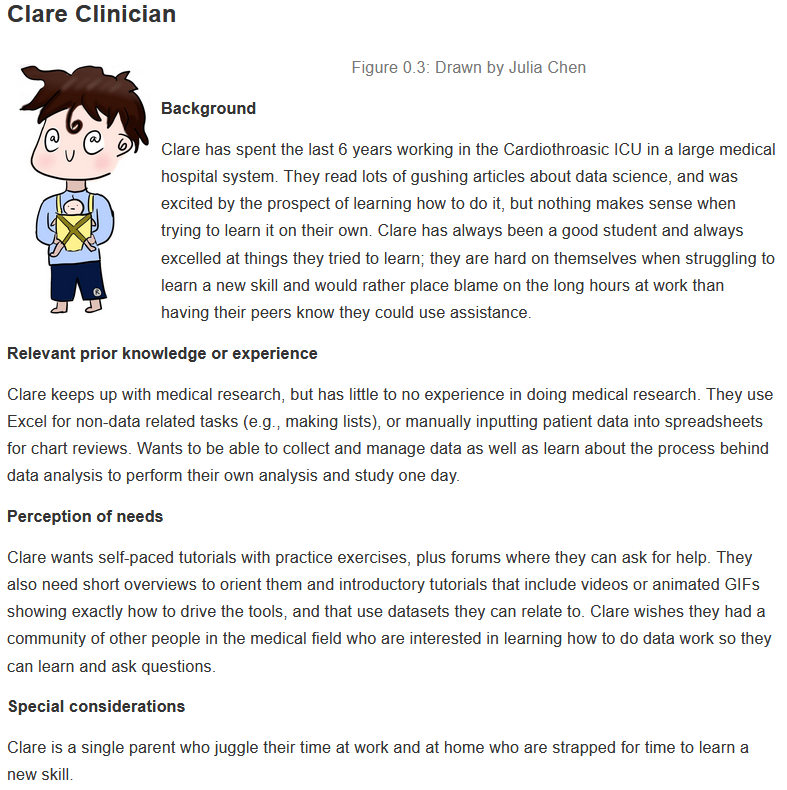 Clare Clinician
Figure 0.3: Drawn by Julia Chen
Background
Clare has spent the last 6 years working in the Cardiothroasic ICU in a large medical
hospital system. They read lots of gushing articles about data science, and was
excited by the prospect of learning how to do it, but nothing makes sense when
trying to learn it on their own. Clare has always been a good student and always
excelled at things they tried to learn; they are hard on themselves when struggling to
learn a new skill and would rather place blame on the long hours at work than
having their peers know they could use assistance.
Relevant prior knowledge or experience
Clare keeps up with medical research, but has little to no experience in doing medical research. They use
Excel for non-data related tasks (e.g., making lists), or manually inputting patient data into spreadsheets
for chart reviews. Wants to be able to collect and manage data as well as learn about the process behind
data analysis to perform their own analysis and study one day.
Perception of needs
Clare wants self-paced tutorials with practice exercises, plus forums where they can ask for help. They
also need short overviews to orient them and introductory tutorials that include videos or animated GIFs
showing exactly how to drive the tools, and that use datasets they can relate to. Clare wishes they had a
community of other people in the medical field who are interested in learning how to do data work so they
can learn and ask questions.
Special considerations
Clare is a single parent who juggle their time at work and at home who are strapped for time to learn a
new skill.